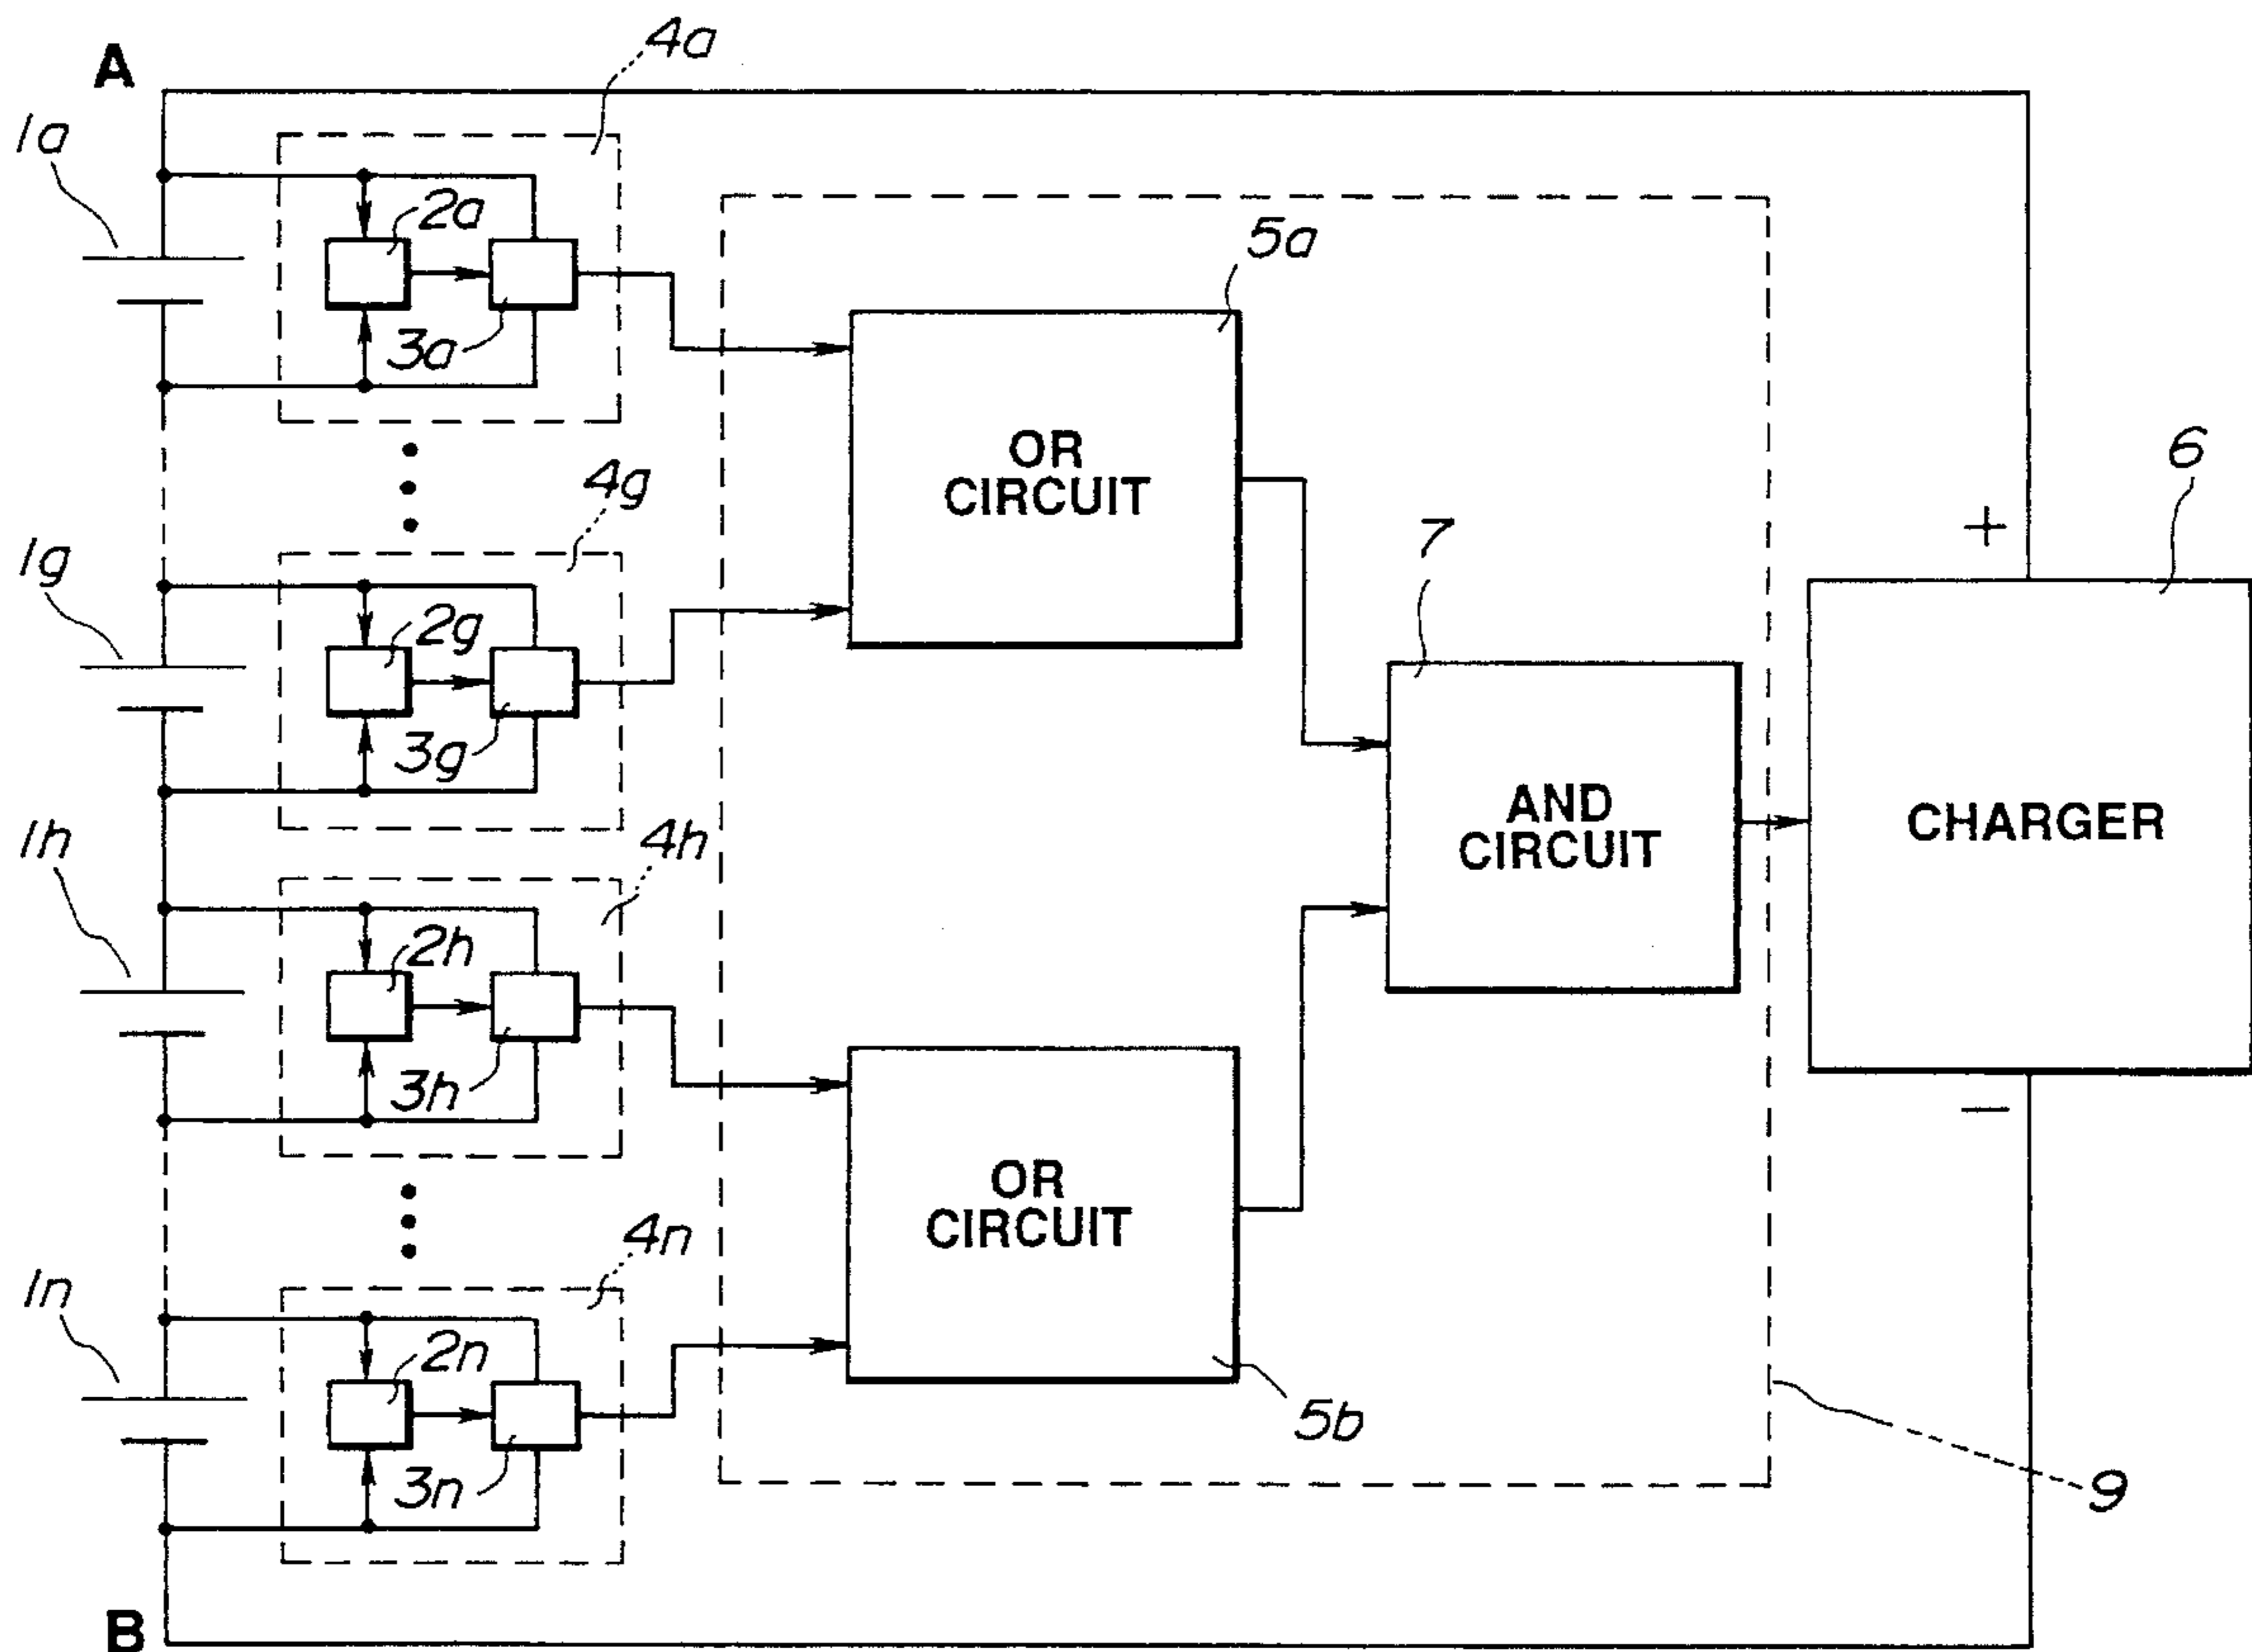 A
4a
1a
2a
5a
3a
OR
CIRCUIT
6
4g
+
7
1g
2g
3g
AND
CIRCUIT
CHARGER
1h
4h
2h
3h
−
OR
CIRCUIT
4n
1n
2n
5b
3n
9
B